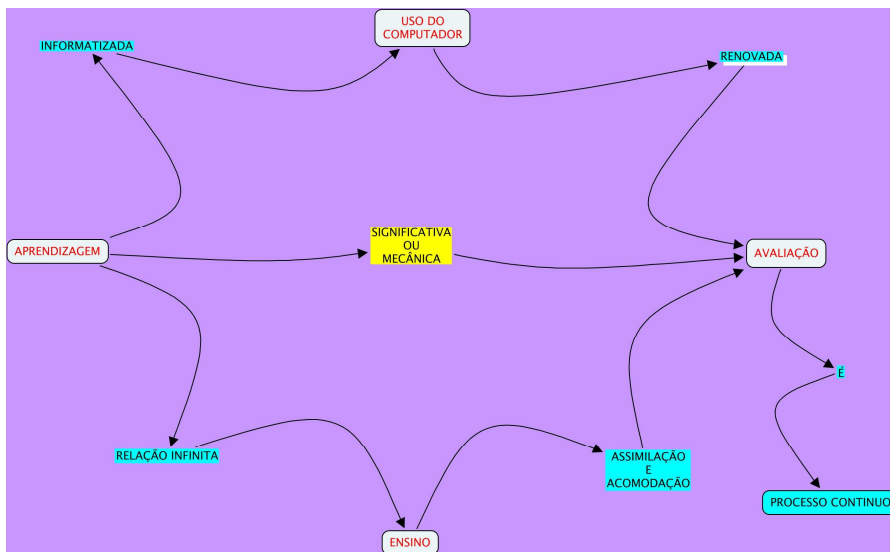 USO DO
COMPUTADOR
INFORMATIZADA
RENOVADA
SIGNIFICATIVA
OU
MECÂNICA
APRENDIZAGEM
AVALIAÇÃO
É
RELAÇÃO INFINITA
ASSIMILAÇÃO
E
ACOMODAÇÃO
PROCESSO CONTINUO
ENSINO